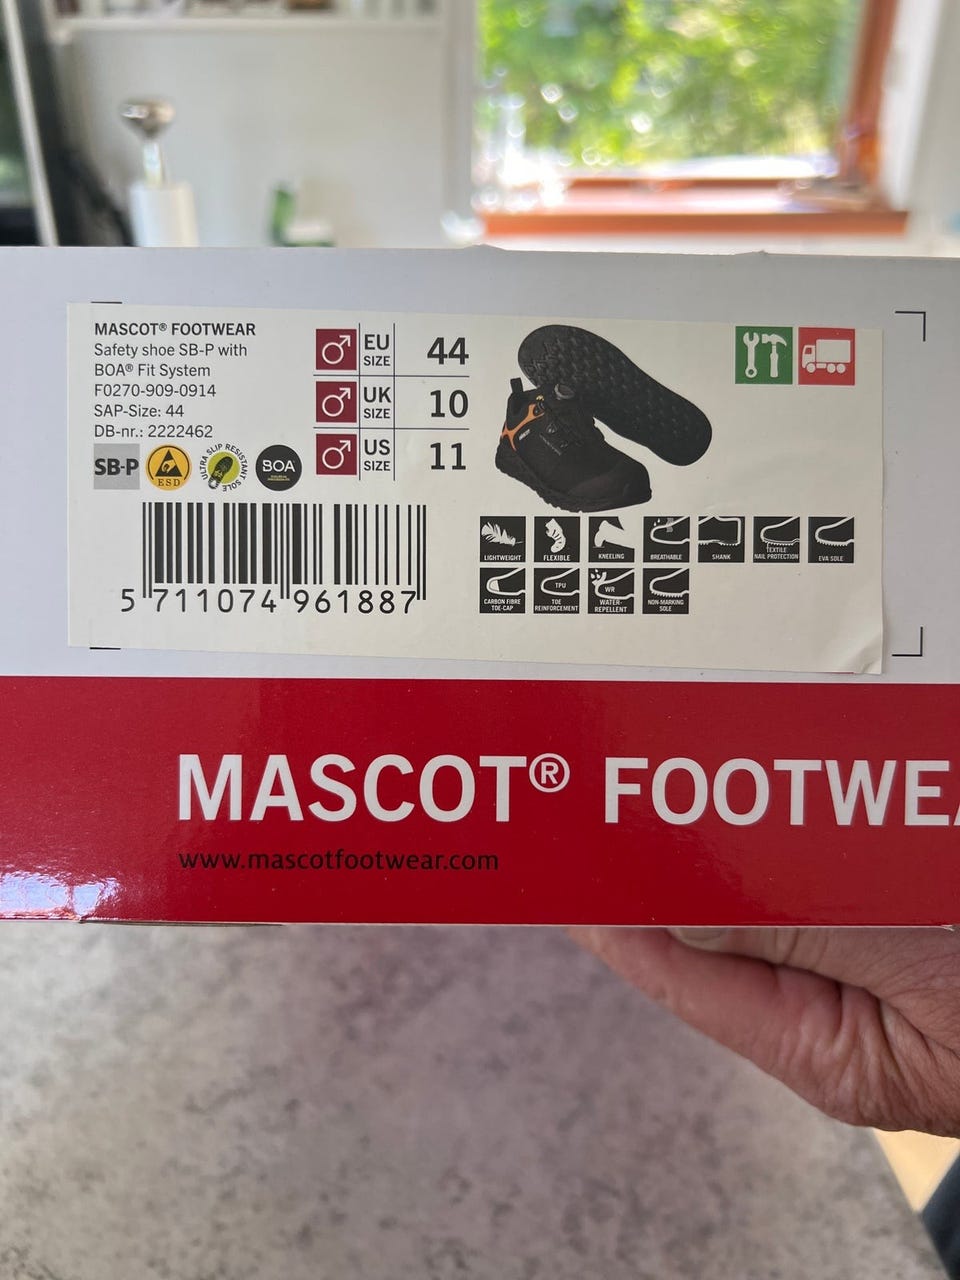 MASCOT® FOOTWEAR
Safety shoe SB-P with
BOA® Fit System
F0270-909-0914
SAP-Size: 44
DB-nr.: 2222462
SB-P
ESD
ULTRA SLIP RESISTANT SOLE
BOA
EU SIZE 44
UK SIZE 10
US SIZE 11
5 711074 961887
LIGHTWEIGHT
FLEXIBLE
KNEELING
BREATHABLE
SHANK
TEXTILE
NAIL PROTECTION
EVA SOLE
CARBON FIBRE
TOE-CAP
TPU
TOE
REINFORCEMENT
WR
WATER-
REPELLENT
NON-MARKING
SOLE
MASCOT® FOOTWEA
www.mascotfootwear.com